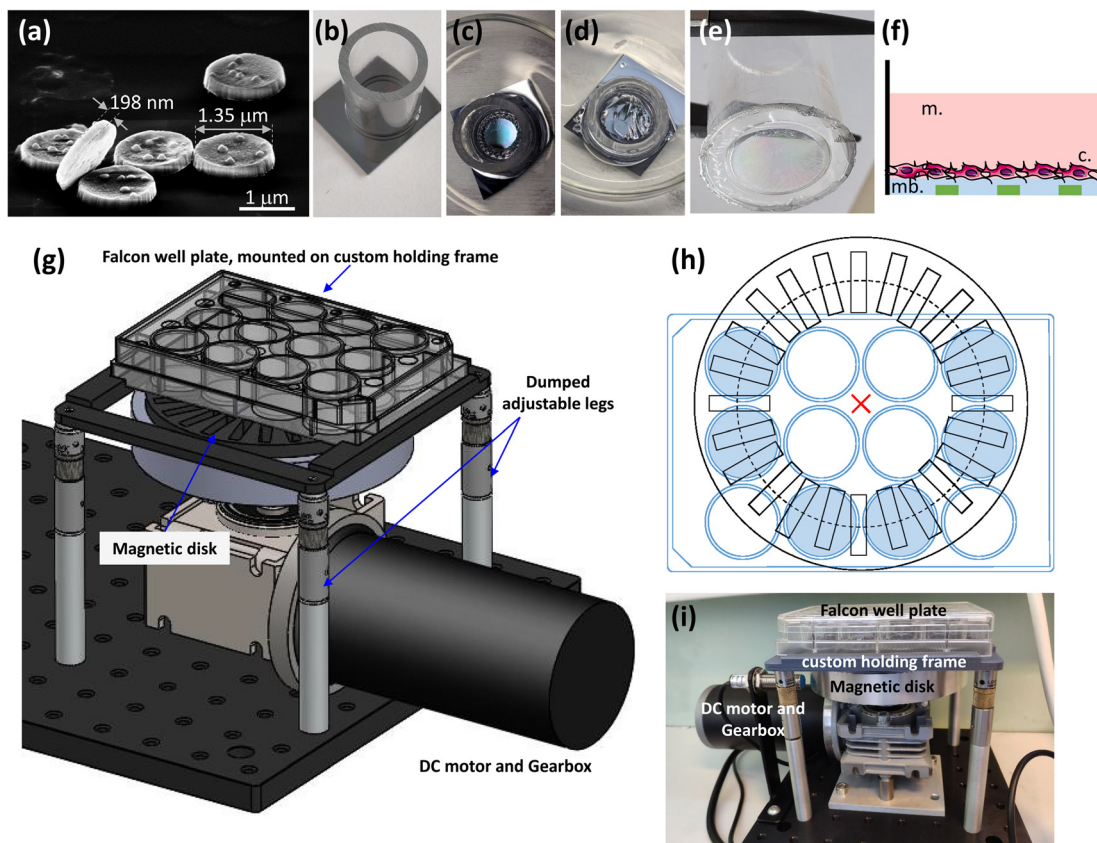 (a)
198 nm
1.35 µm
1 µm
(b)
(c)
(d)
(e)
(f)
m.
c.
mb.
(g)
Falcon well plate, mounted on custom holding frame
Dumped
adjustable legs
Magnetic disk
DC motor and Gearbox
(h)
(i)
Falcon well plate
custom holding frame
Magnetic disk
DC motor and
Gearbox